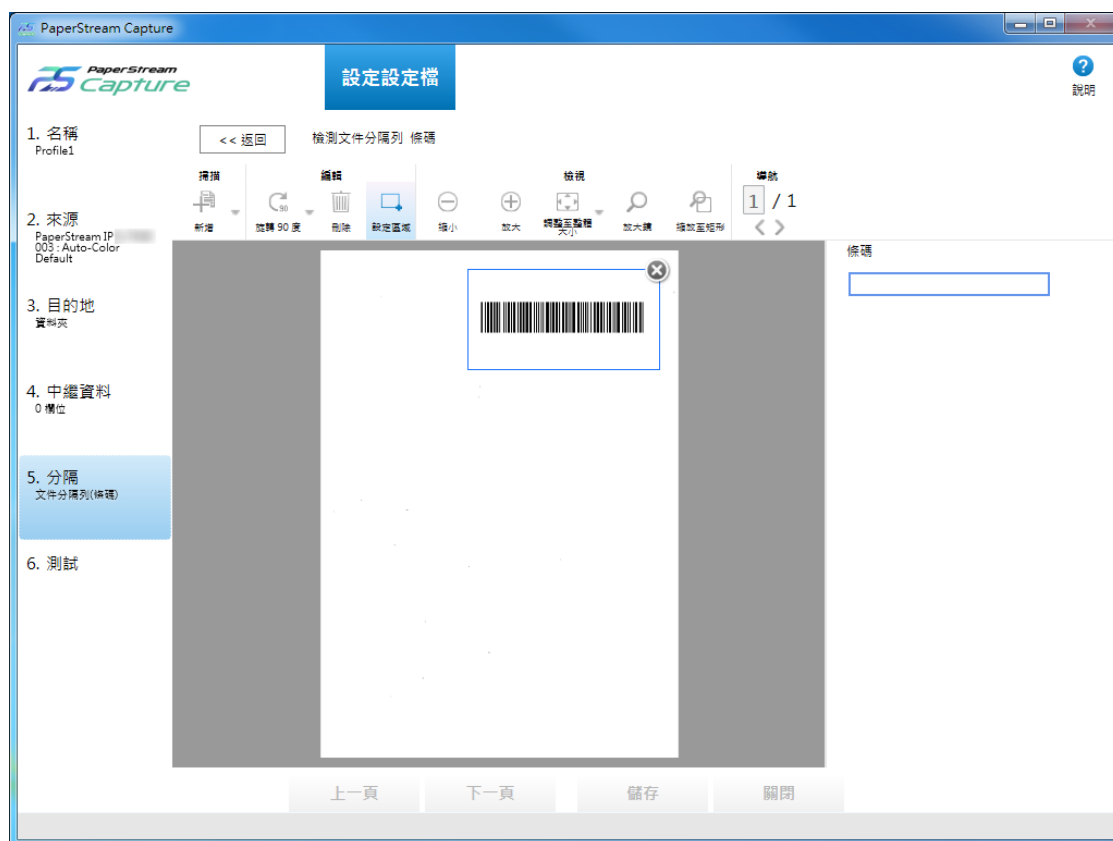 PaperStream Capture
PaperStream
Capture
設定設定檔
?
說明
1. 名稱
Profile1
<< 返回
檢測文件分隔列 條碼
掃描
編輯
檢視
導航
90
1 / 1
新增
旋轉 90 度
刪除
設定區域
縮小
放大
調整至整體
大小
放大鏡
縮放至矩形
2. 來源
PaperStream IP
003 : Auto-Color
Default
條碼
3. 目的地
資料夾
4. 中繼資料
0 欄位
5. 分隔
文件分隔列(條碼)
6. 測試
上一頁
下一頁
儲存
關閉